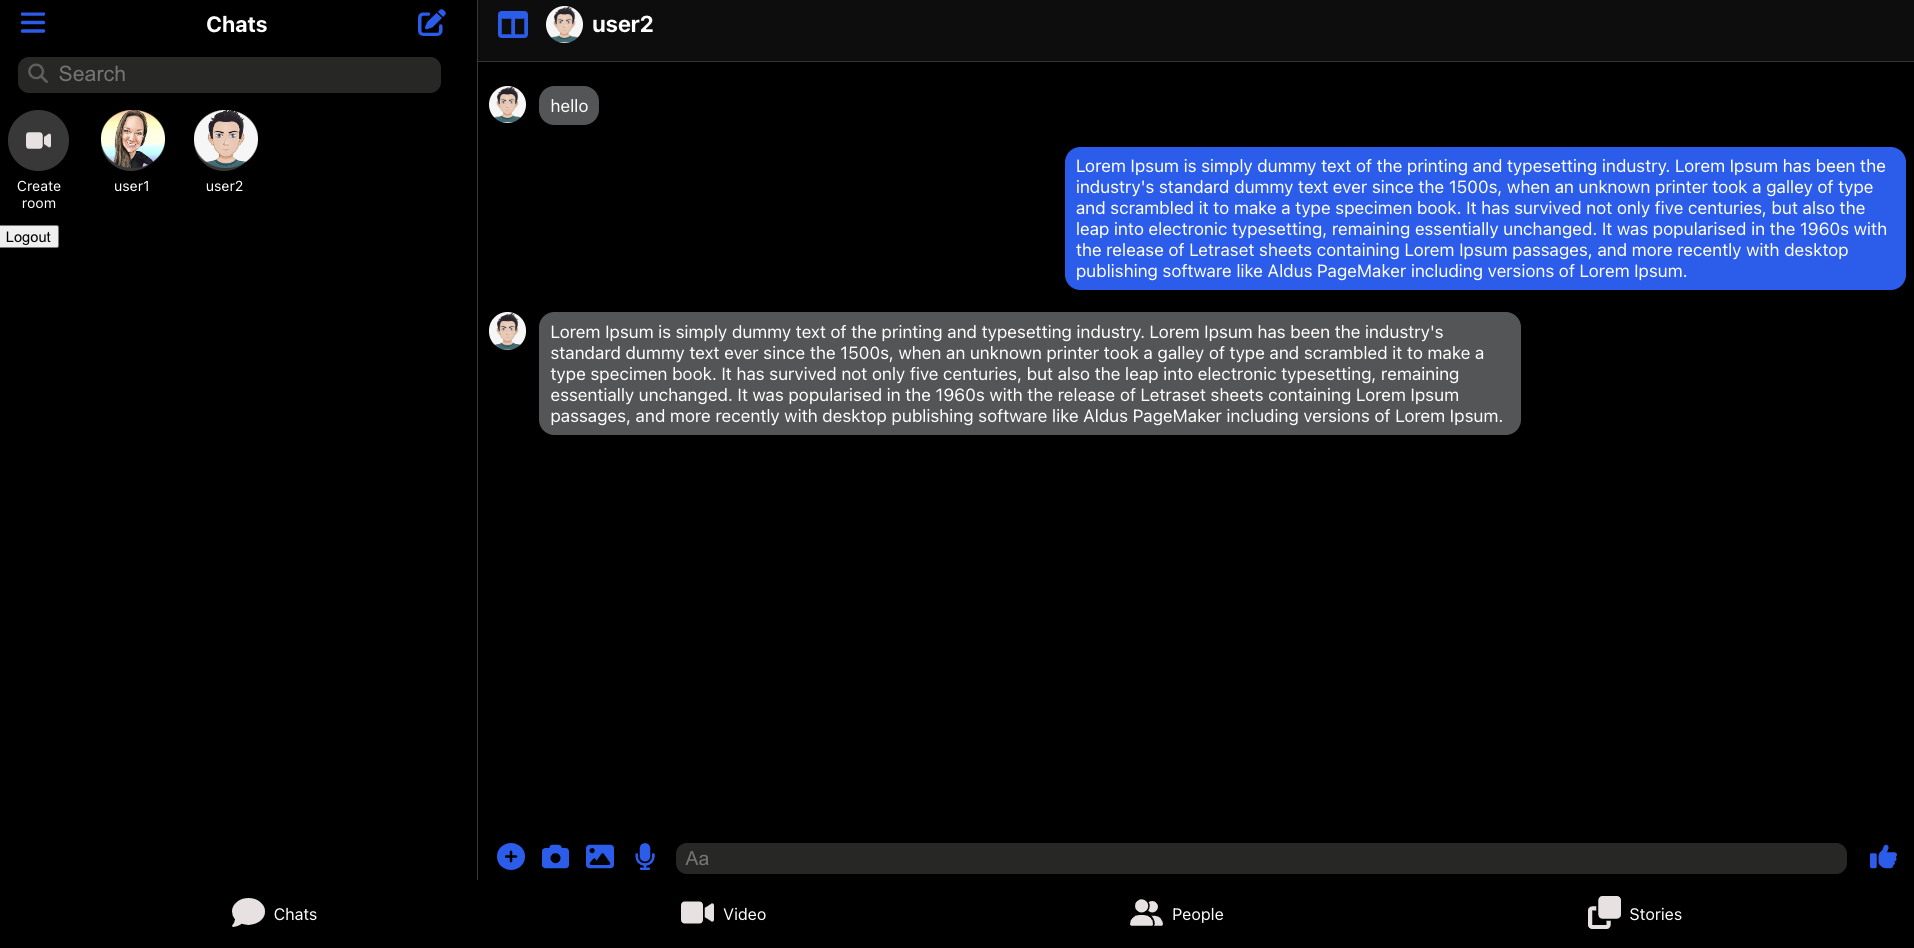 Chats
Search
Create
room
user1
user2
Logout
user2
hello
Lorem Ipsum is simply dummy text of the printing and typesetting industry. Lorem Ipsum has been the
industry's standard dummy text ever since the 1500s, when an unknown printer took a galley of type
and scrambled it to make a type specimen book. It has survived not only five centuries, but also the
leap into electronic typesetting, remaining essentially unchanged. It was popularised in the 1960s with
the release of Letraset sheets containing Lorem Ipsum passages, and more recently with desktop
publishing software like Aldus PageMaker including versions of Lorem Ipsum.
Lorem Ipsum is simply dummy text of the printing and typesetting industry. Lorem Ipsum has been the industry's
standard dummy text ever since the 1500s, when an unknown printer took a galley of type and scrambled it to make a
type specimen book. It has survived not only five centuries, but also the leap into electronic typesetting, remaining
essentially unchanged. It was popularised in the 1960s with the release of Letraset sheets containing Lorem Ipsum
passages, and more recently with desktop publishing software like Aldus PageMaker including versions of Lorem Ipsum.
Aa
Chats
Video
People
Stories